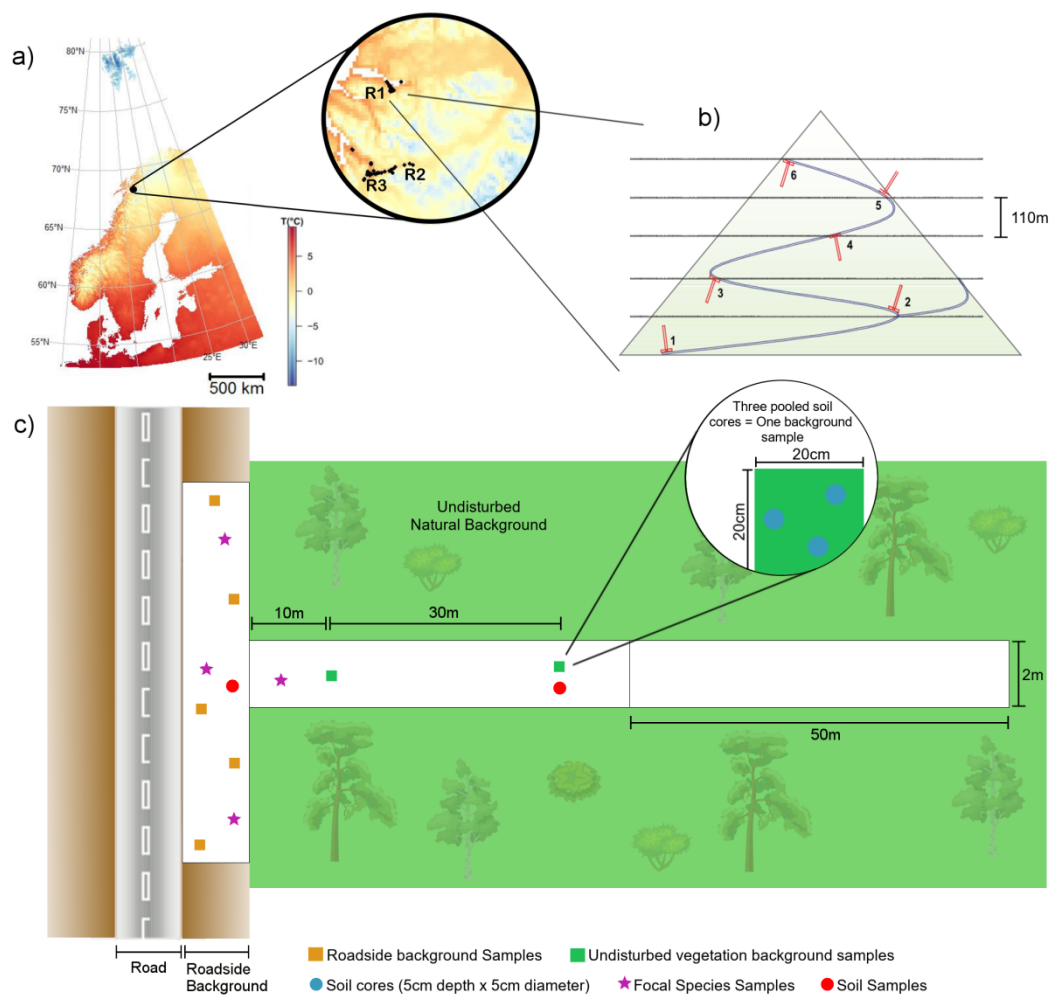 a)
80°N
75°N
70°N
65°N
60°N
55°N
25°E
30°E
T(°C)
5
0
−5
−10
500 km
R1
R2
R3
b)
6
5
4
3
2
1
110m
c)
Three pooled soil
cores = One background
sample
20cm
20cm
Undisturbed
Natural Background
10m
30m
2m
50m
Road
Roadside
Background
Roadside background Samples
Undisturbed vegetation background samples
Soil cores (5cm depth x 5cm diameter)
Focal Species Samples
Soil Samples